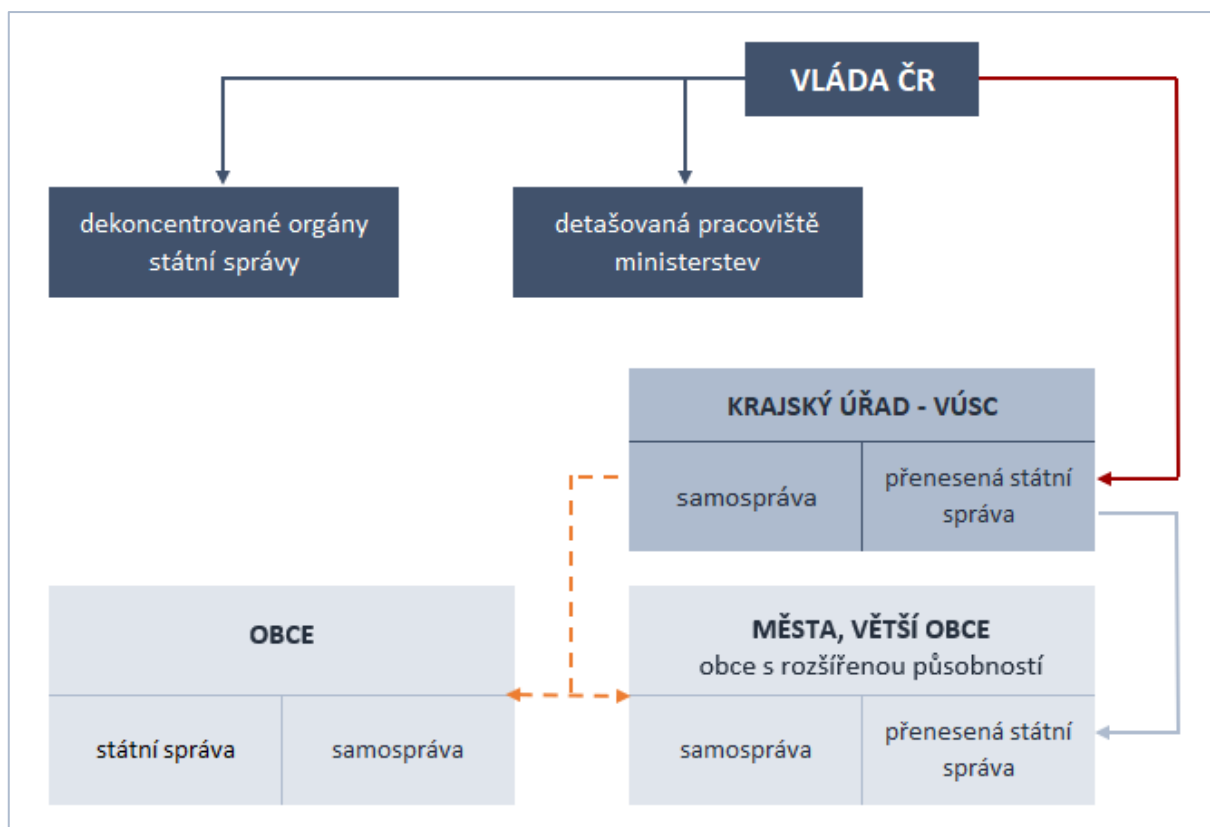 VLÁDA ČR
dekoncentrované orgány
státní správy
detašovaná pracoviště
ministerstev
KRAJSKÝ ÚŘAD - VÚSC
samospráva
přenesená státní
správa
OBCE
státní správa
samospráva
MĚSTA, VĚTŠÍ OBCE
obce s rozšířenou působností
samospráva
přenesená státní
správa